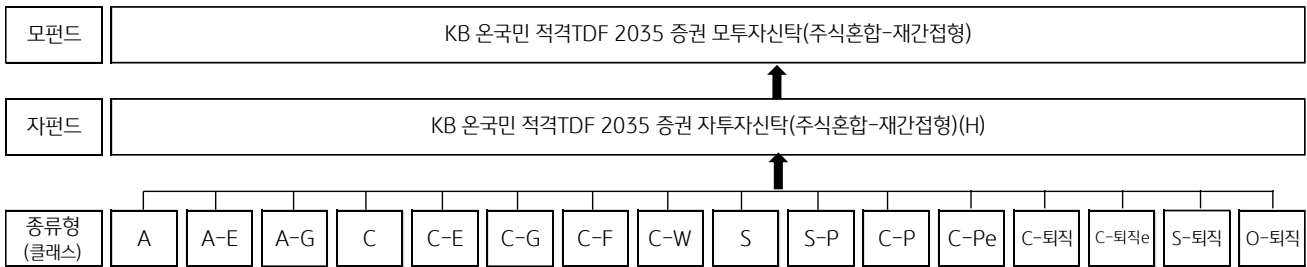 모펀드
KB 온국민 적격TDF 2035 증권 모투자신탁(주식혼합-재간접형)
자펀드
KB 온국민 적격TDF 2035 증권 자투자신탁(주식혼합-재간접형)(H)
종류형
(클래스)
A
A-E
A-G
C
C-E
C-G
C-F
C-W
S
S-P
C-P
C-Pe
C-퇴직
C-퇴직e
S-퇴직
O-퇴직